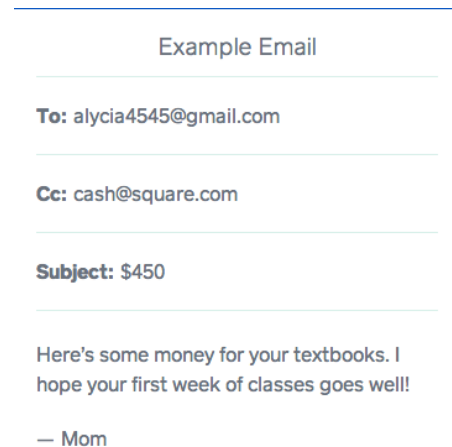 Example Email
To: alycia4545@gmail.com
Cc: cash@square.com
Subject: $450
Here's some money for your textbooks. I
hope your first week of classes goes well!
— Mom